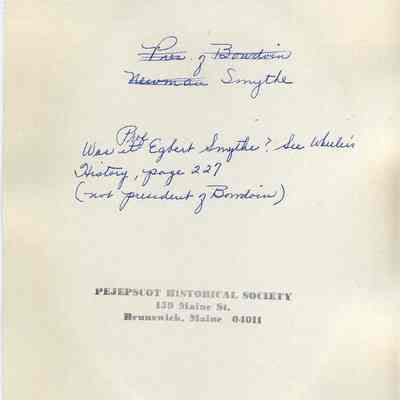 Pres. of Bowdoin
Newman Smythe
Was it Prof Egbert Smythe? See Wheeler's
History, page 227
(not president of Bowdoin)
PEJEPSCOT HISTORICAL SOCIETY
159 Maine St.
Brunswick, Maine 04011